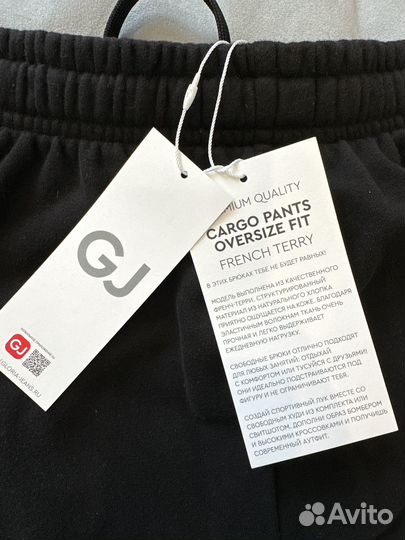 GJ
GJ
GLORIA-JEANS.RU
PREMIUM QUALITY
CARGO PANTS
OVERSIZE FIT
FRENCH TERRY
В ЭТИХ БРЮКАХ ТЕБЕ НЕ БУДЕТ РАВНЫХ!
МОДЕЛЬ ВЫПОЛНЕНА ИЗ КАЧЕСТВЕННОГО
ФРЕНЧ-ТЕРРИ. СТРУКТУРИРОВАННЫЙ
МАТЕРИАЛ ИЗ НАТУРАЛЬНОГО ХЛОПКА
ПРИЯТНО ОЩУЩАЕТСЯ НА КОЖЕ. БЛАГОДАРЯ
ЭЛАСТИЧНЫМ ВОЛОКНАМ ТКАНЬ ОЧЕНЬ
ПРОЧНАЯ И ЛЕГКО ВЫДЕРЖИВАЕТ
ЕЖЕДНЕВНУЮ НАГРУЗКУ.
СВОБОДНЫЕ БРЮКИ ОТЛИЧНО ПОДХОДЯТ
ДЛЯ ЛЮБЫХ ЗАНЯТИЙ. ОТДЫХАЙ
С КОМФОРТОМ ИЛИ ТУСУЙСЯ С ДРУЗЬЯМИ!
ОНИ ИДЕАЛЬНО ПОДСТРАИВАЮТСЯ ПОД
ФИГУРУ И НЕ ОГРАНИЧИВАЮТ ТЕБЯ.
СОЗДАЙ СПОРТИВНЫЙ ЛУК ВМЕСТЕ СО
СВОБОДНЫМ ХУДИ ИЗ КОМПЛЕКТА ИЛИ
СВИТШОТОМ, ДОПОЛНИ ОБРАЗ БОМБЕРОМ
И ВЫСОКИМИ КРОССОВКАМИ И ПОЛУЧИШЬ
СОВРЕМЕННЫЙ АУТФИТ.
Avito